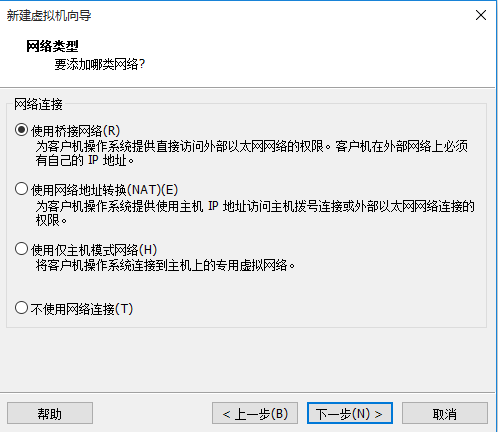 新建虚拟机向导
网络类型
要添加哪类网络?
网络连接
使用桥接网络(R)
为客户机操作系统提供直接访问外部以太网网络的权限。客户机在外部网络上必须
有自己的 IP 地址。
使用网络地址转换(NAT)(E)
为客户机操作系统提供使用主机 IP 地址访问主机拨号连接或外部以太网网络连接的
权限。
使用仅主机模式网络(H)
将客户机操作系统连接到主机上的专用虚拟网络。
不使用网络连接(T)
帮助
< 上一步(B)
下一步(N) >
取消